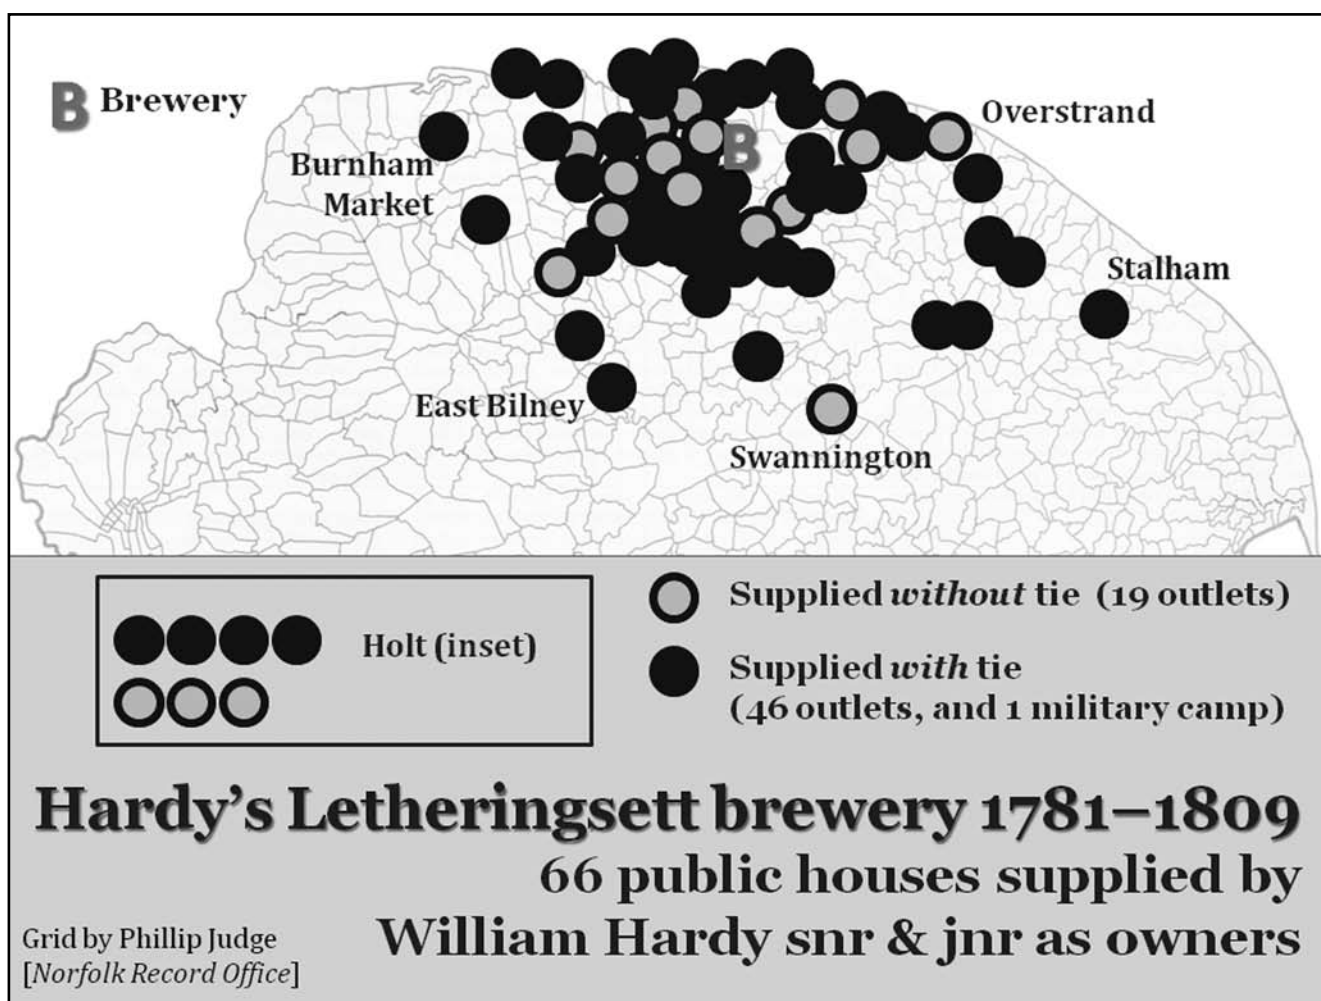 B Brewery
Overstrand
Burnham
Market
B
Stalham
East Bilney
Swannington
Supplied without tie (19 outlets)
Holt (inset)
Supplied with tie
(46 outlets, and 1 military camp)
Hardy’s Letheringsett brewery 1781–1809
66 public houses supplied by
William Hardy snr & jnr as owners
Grid by Phillip Judge
[Norfolk Record Office]